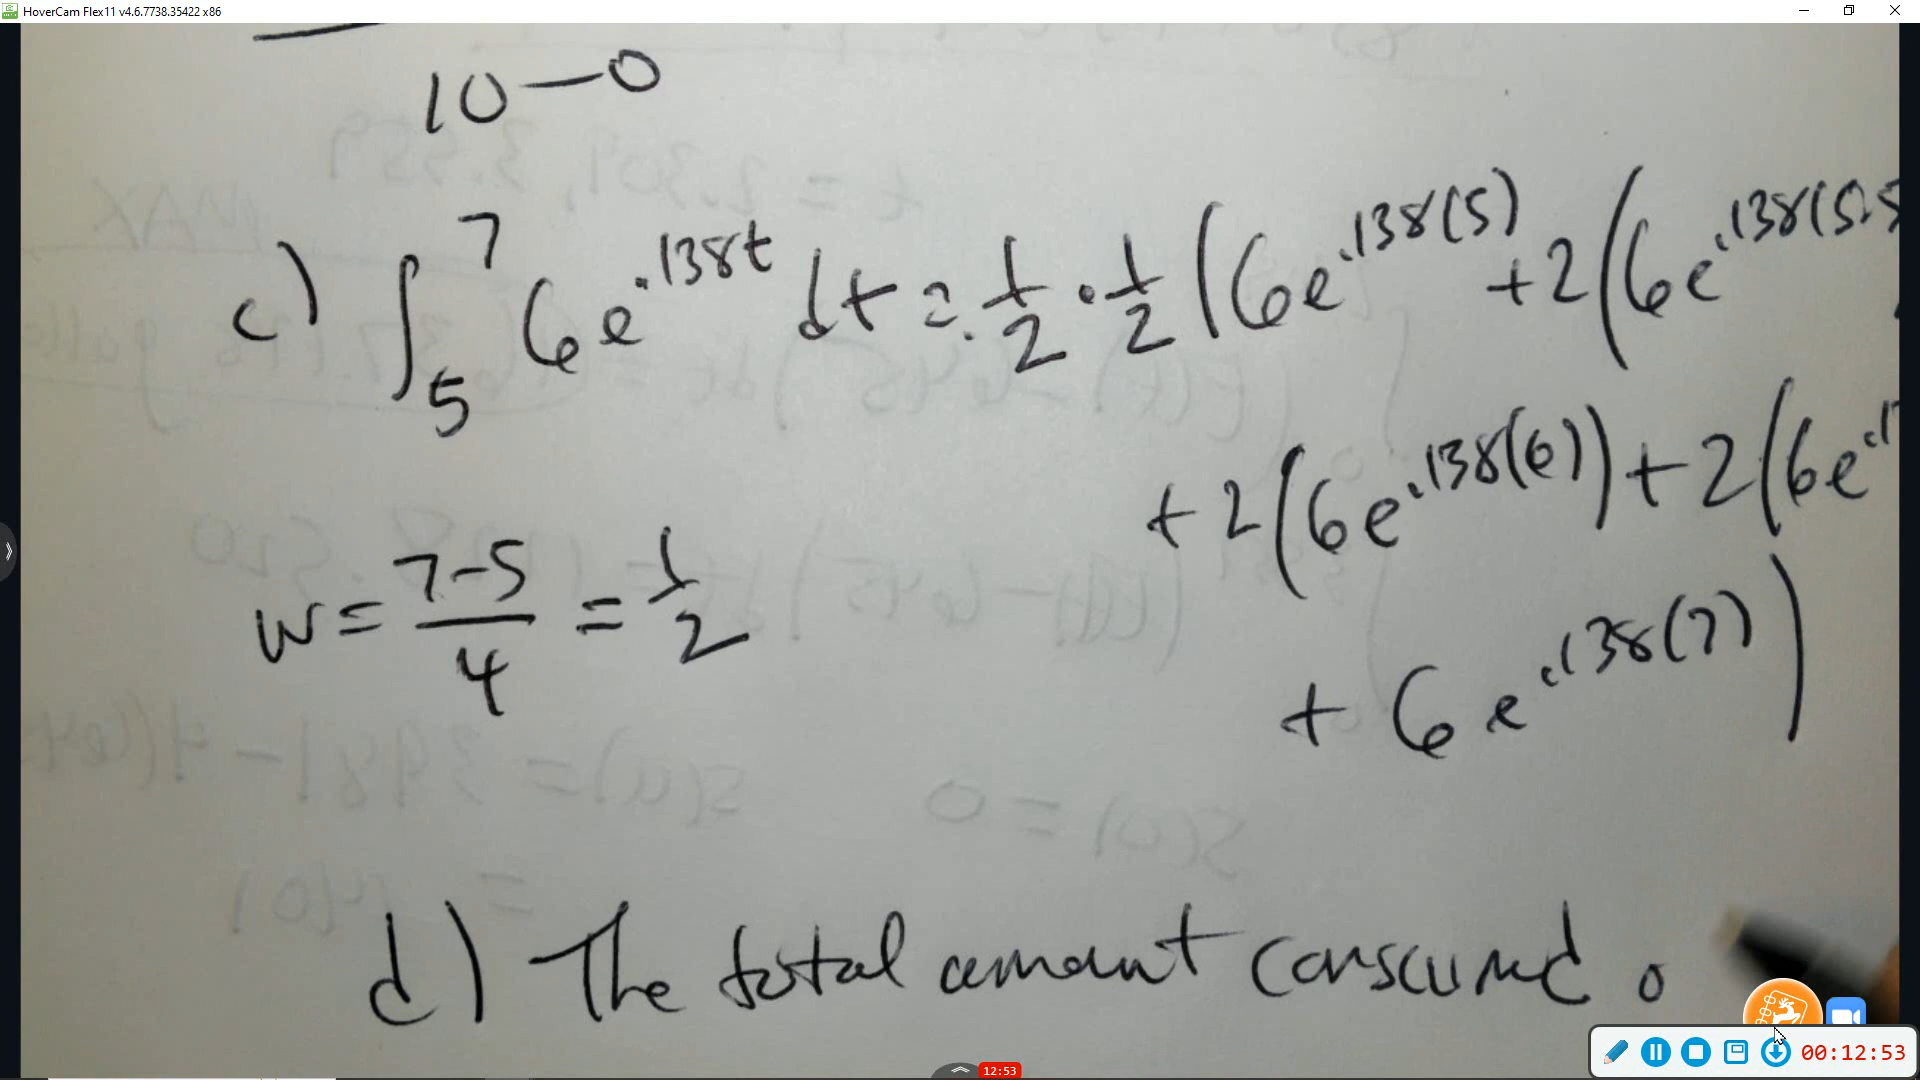 HoverCam Flex11 v4.6.7738.35422 x86
10-0
c) ∫₅⁷ 6e^.138t dt ≈ 1/2 · 1/2 (6e^.138(5) + 2(6e^.138(5.5
+ 2(6e^.138(6)) + 2(6e^.1
w = 7-5/4 = 1/2
+ 6e^.138(7))
d) The total amount consumed o
12:53
00:12:53